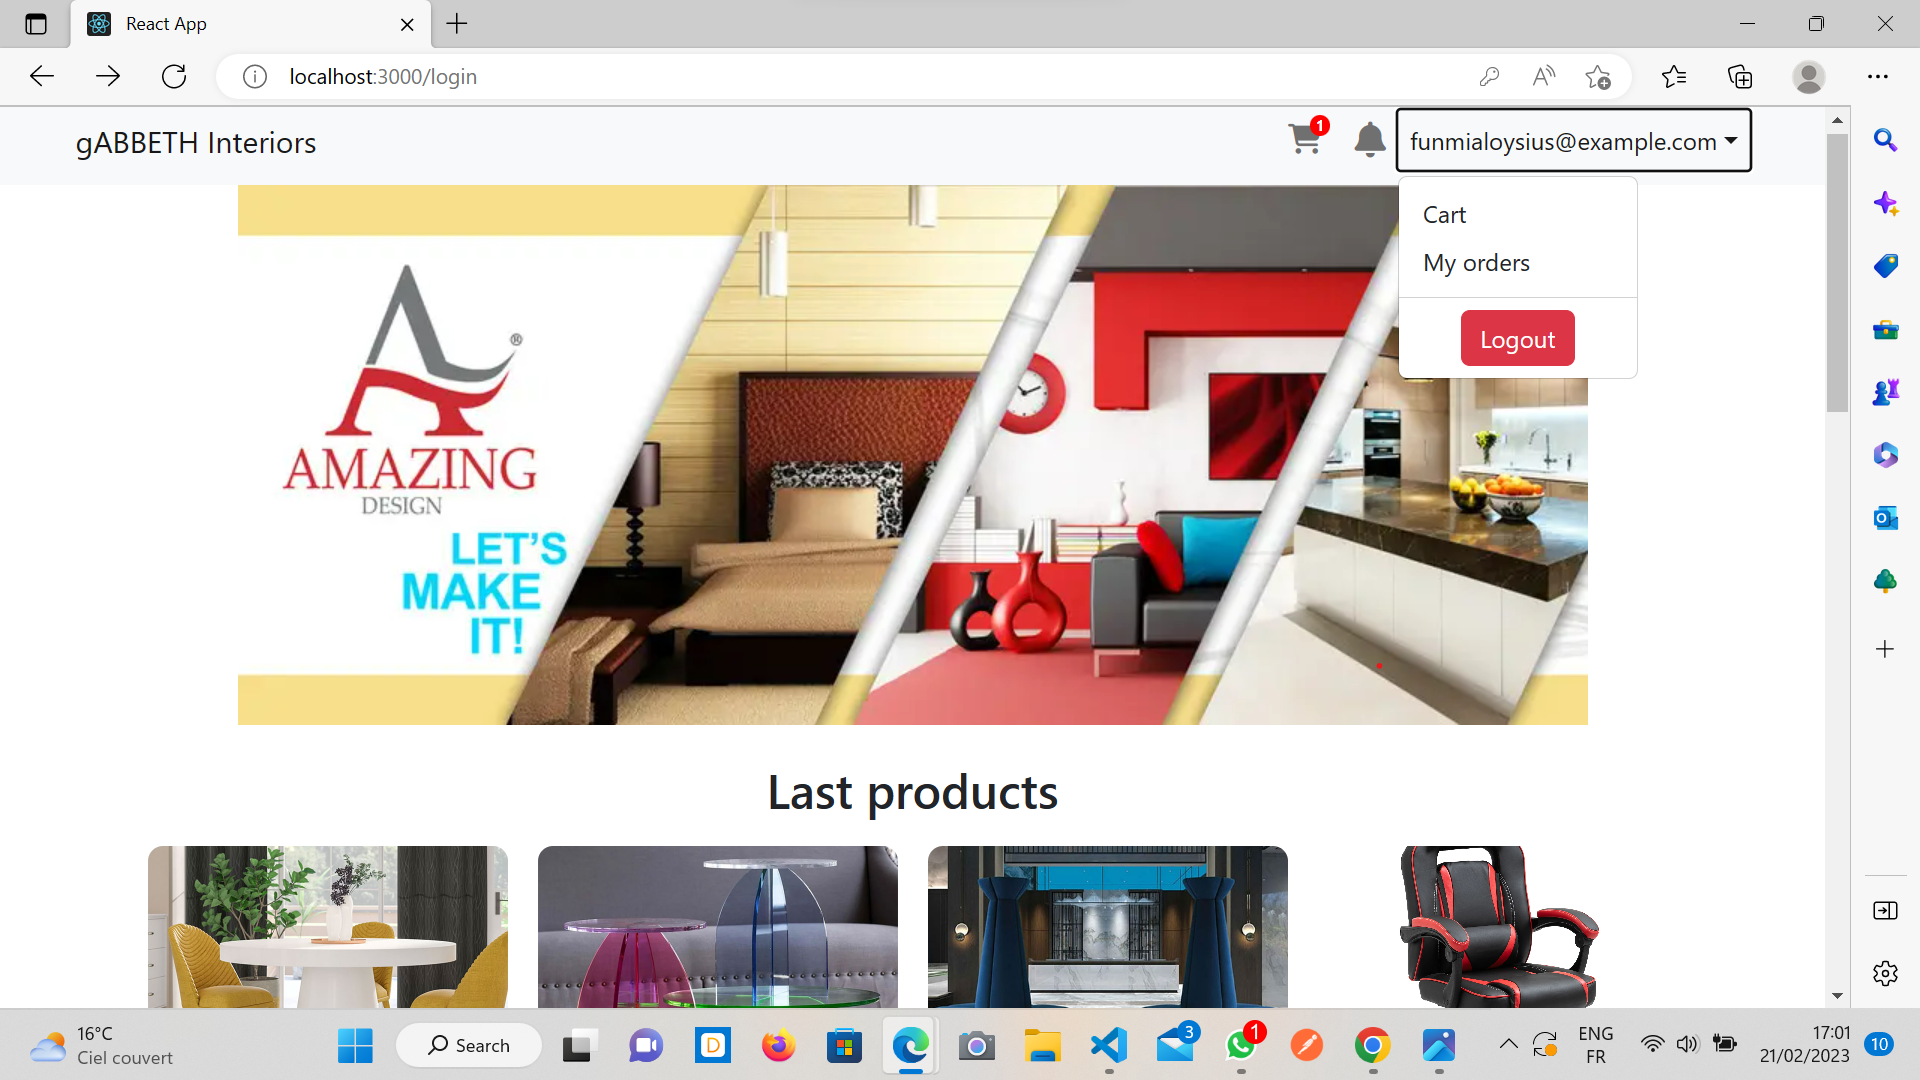 React App
localhost:3000/login
gABBETH Interiors
1
funmialoysius@example.com
Cart
My orders
Logout
®
AMAZING
DESIGN
LET'S
MAKE
IT!
Last products
16°C
Ciel couvert
Search
D
3
1
ENG
FR
17:01
21/02/2023
10